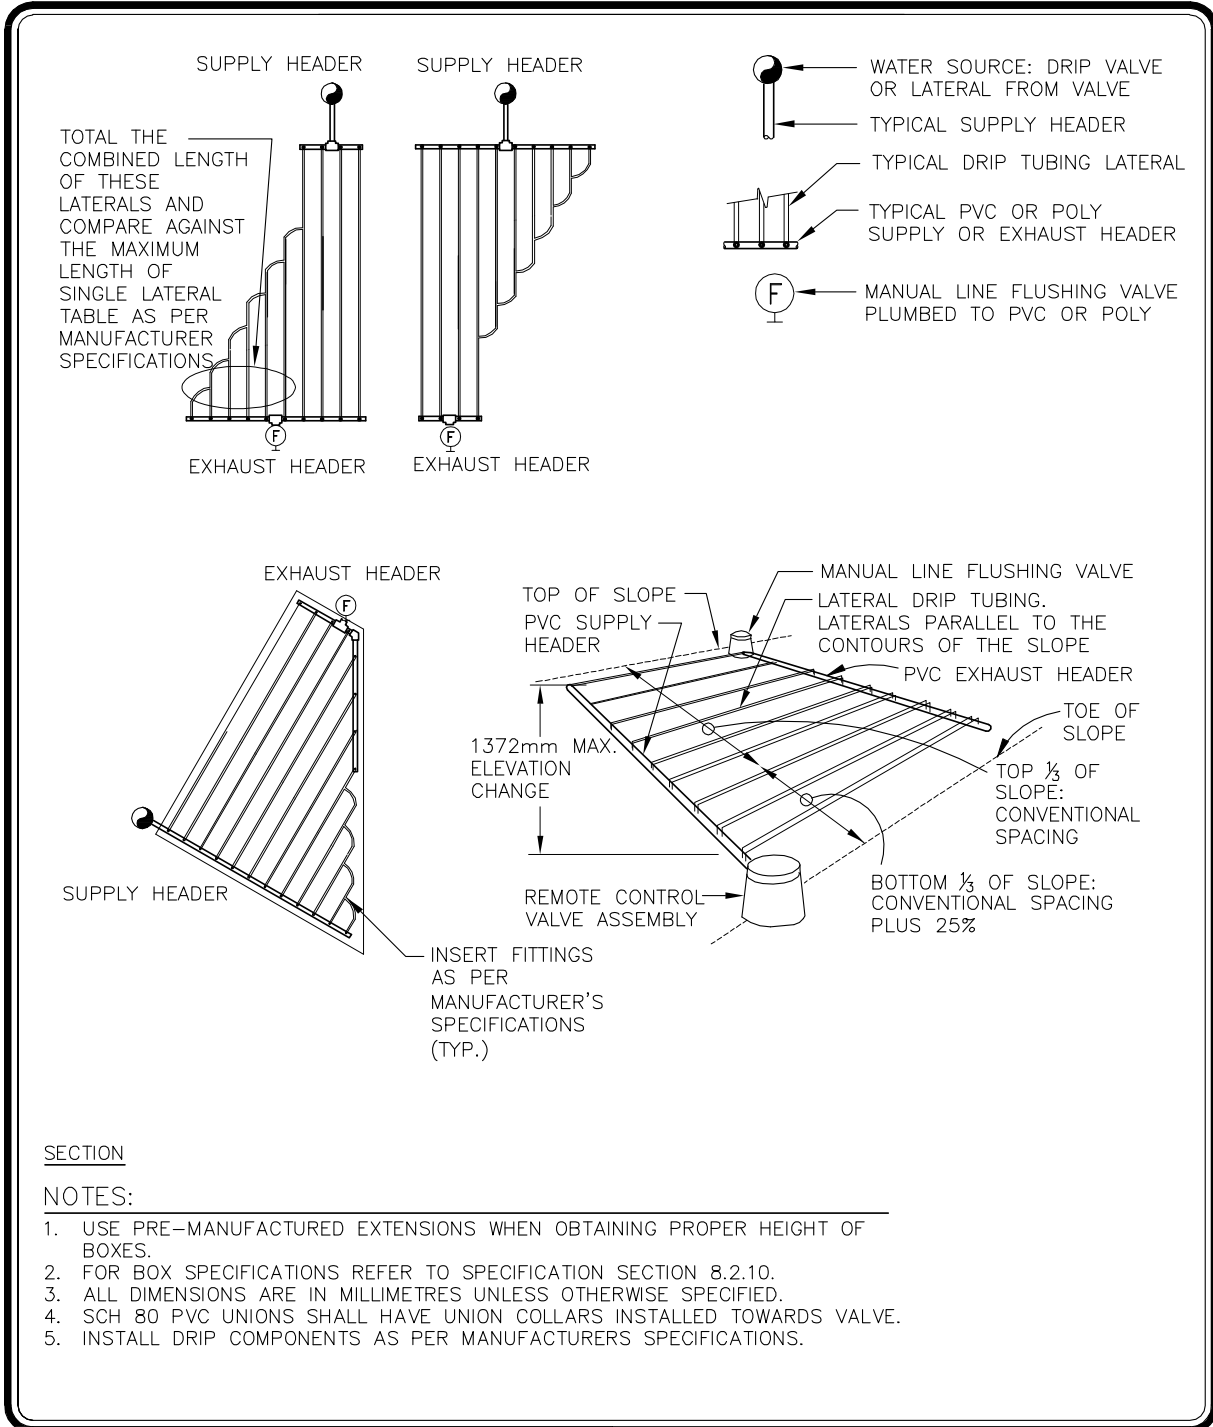 SUPPLY HEADER
SUPPLY HEADER
TOTAL THE
COMBINED LENGTH
OF THESE
LATERALS AND
COMPARE AGAINST
THE MAXIMUM
LENGTH OF
SINGLE LATERAL
TABLE AS PER
MANUFACTURER
SPECIFICATIONS
F
EXHAUST HEADER
F
EXHAUST HEADER
WATER SOURCE: DRIP VALVE
OR LATERAL FROM VALVE
TYPICAL SUPPLY HEADER
TYPICAL DRIP TUBING LATERAL
TYPICAL PVC OR POLY
SUPPLY OR EXHAUST HEADER
F
MANUAL LINE FLUSHING VALVE
PLUMBED TO PVC OR POLY
EXHAUST HEADER
F
SUPPLY HEADER
INSERT FITTINGS
AS PER
MANUFACTURER'S
SPECIFICATIONS
(TYP.)
TOP OF SLOPE
PVC SUPPLY
HEADER
MANUAL LINE FLUSHING VALVE
LATERAL DRIP TUBING.
LATERALS PARALLEL TO THE
CONTOURS OF THE SLOPE
PVC EXHAUST HEADER
TOE OF
SLOPE
1372mm MAX.
ELEVATION
CHANGE
TOP ⅓ OF
SLOPE:
CONVENTIONAL
SPACING
REMOTE CONTROL
VALVE ASSEMBLY
BOTTOM ⅓ OF SLOPE:
CONVENTIONAL SPACING
PLUS 25%
SECTION
NOTES:
1. USE PRE-MANUFACTURED EXTENSIONS WHEN OBTAINING PROPER HEIGHT OF
BOXES.
2. FOR BOX SPECIFICATIONS REFER TO SPECIFICATION SECTION 8.2.10.
3. ALL DIMENSIONS ARE IN MILLIMETRES UNLESS OTHERWISE SPECIFIED.
4. SCH 80 PVC UNIONS SHALL HAVE UNION COLLARS INSTALLED TOWARDS VALVE.
5. INSTALL DRIP COMPONENTS AS PER MANUFACTURERS SPECIFICATIONS.